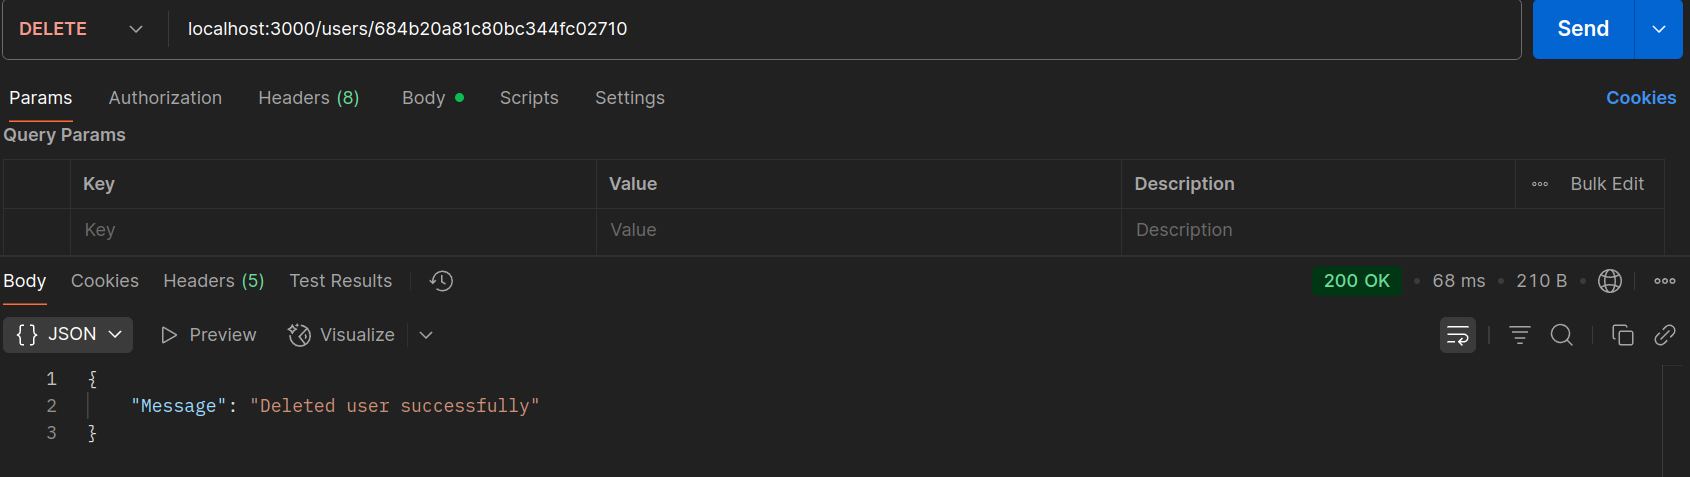 DELETE localhost:3000/users/684b20a81c80bc344fc02710 Send
Params Authorization Headers (8) Body Scripts Settings Cookies
Query Params
Key Value Description Bulk Edit
Key Value Description
Body Cookies Headers (5) Test Results 200 OK • 68 ms • 210 B •
{} JSON Preview Visualize
1 {
2 "Message": "Deleted user successfully"
3 }